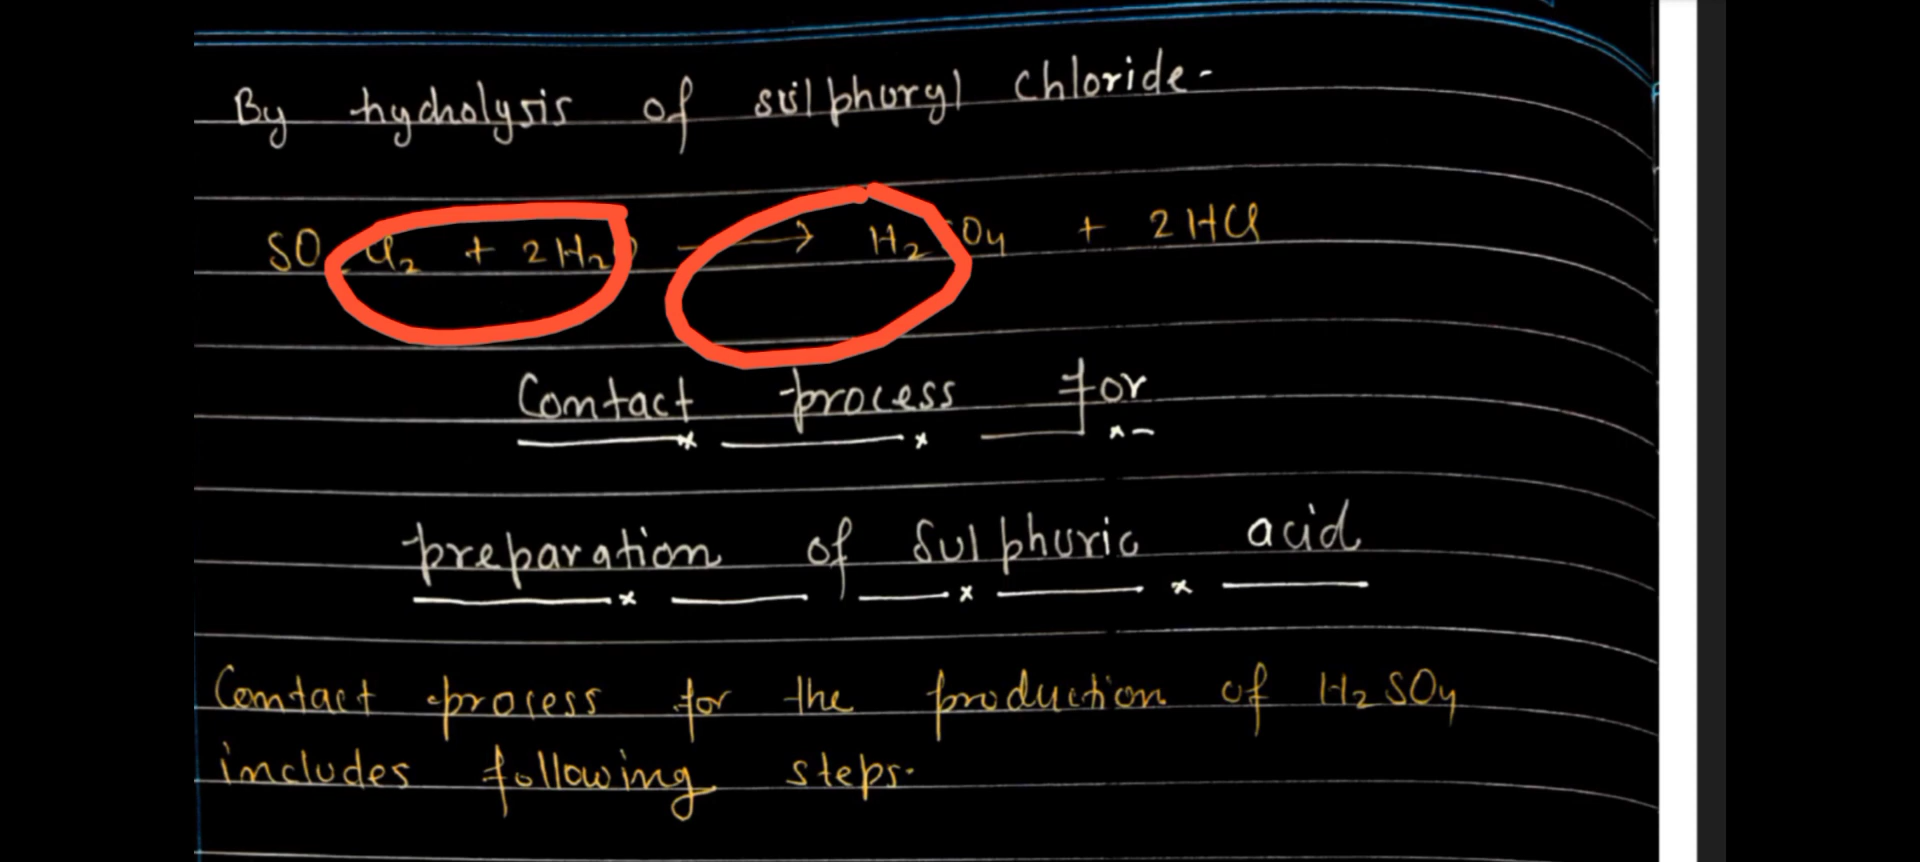 By hydrolysis of sulphuryl chloride-
SO Cl2 + 2H2O → H2SO4 + 2HCl
Contact process for
preparation of Sulphuric acid
Contact process for the production of H2SO4
includes following steps.